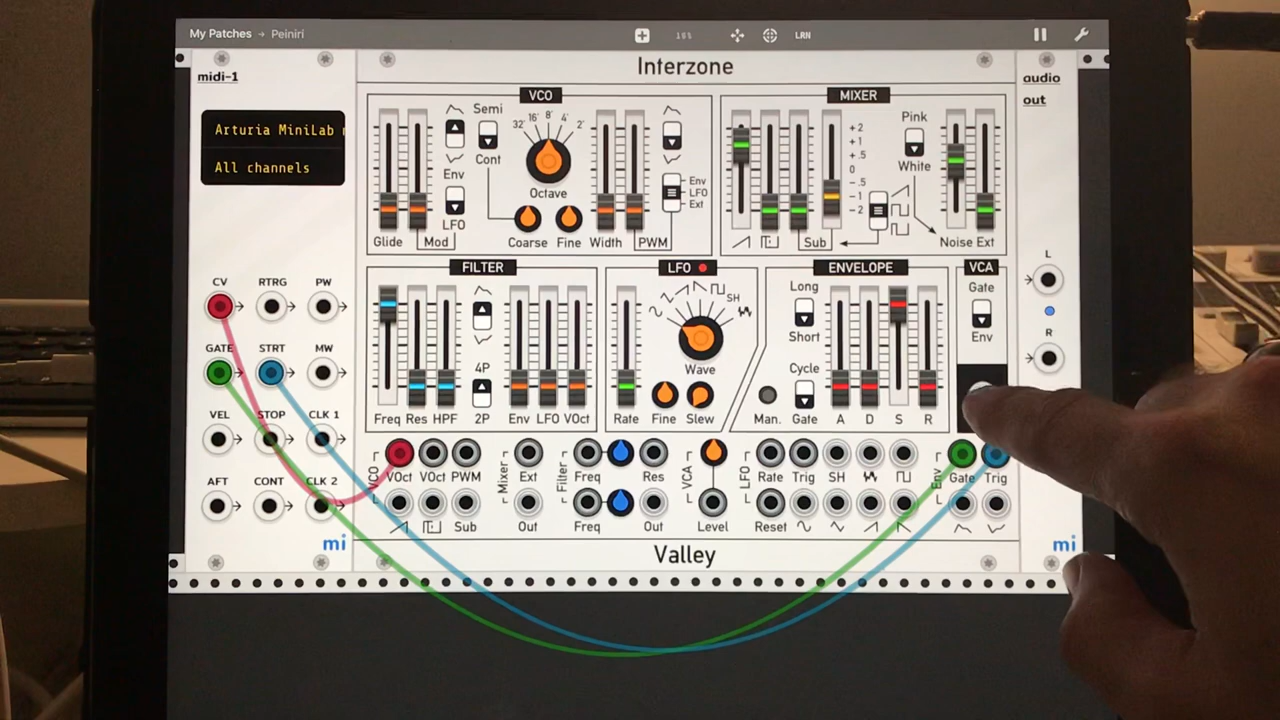 My Patches → Peiniri
18%
LRN
midi-1
Interzone
audio
out
Arturia MiniLab
All channels
VCO
Semi
Cont
Env
LFO
32' 16' 8' 4' 2'
Octave
Env
LFO
Ext
Glide Mod Coarse Fine Width PWM
MIXER
+2
+1
+.5
0
-.5
-1
-2
Pink
White
Sub Noise Ext
CV RTRG PW
GATE STRT MW
VEL STOP CLK 1
AFT CONT CLK 2
mi
FILTER
4P
2P
Freq Res HPF Env LFO VOct
LFO
SH
Wave
Rate Fine Slew
ENVELOPE
Long
Short
Cycle
Gate
Man. A D S R
VCA
Gate
Env
L
R
VCO VOct VOct PWM
Sub
Mixer Ext
Out
Filter Freq Res
Freq Out
VCA
Level
LFO Rate Trig SH
Reset
Env Gate Trig
mi
Valley